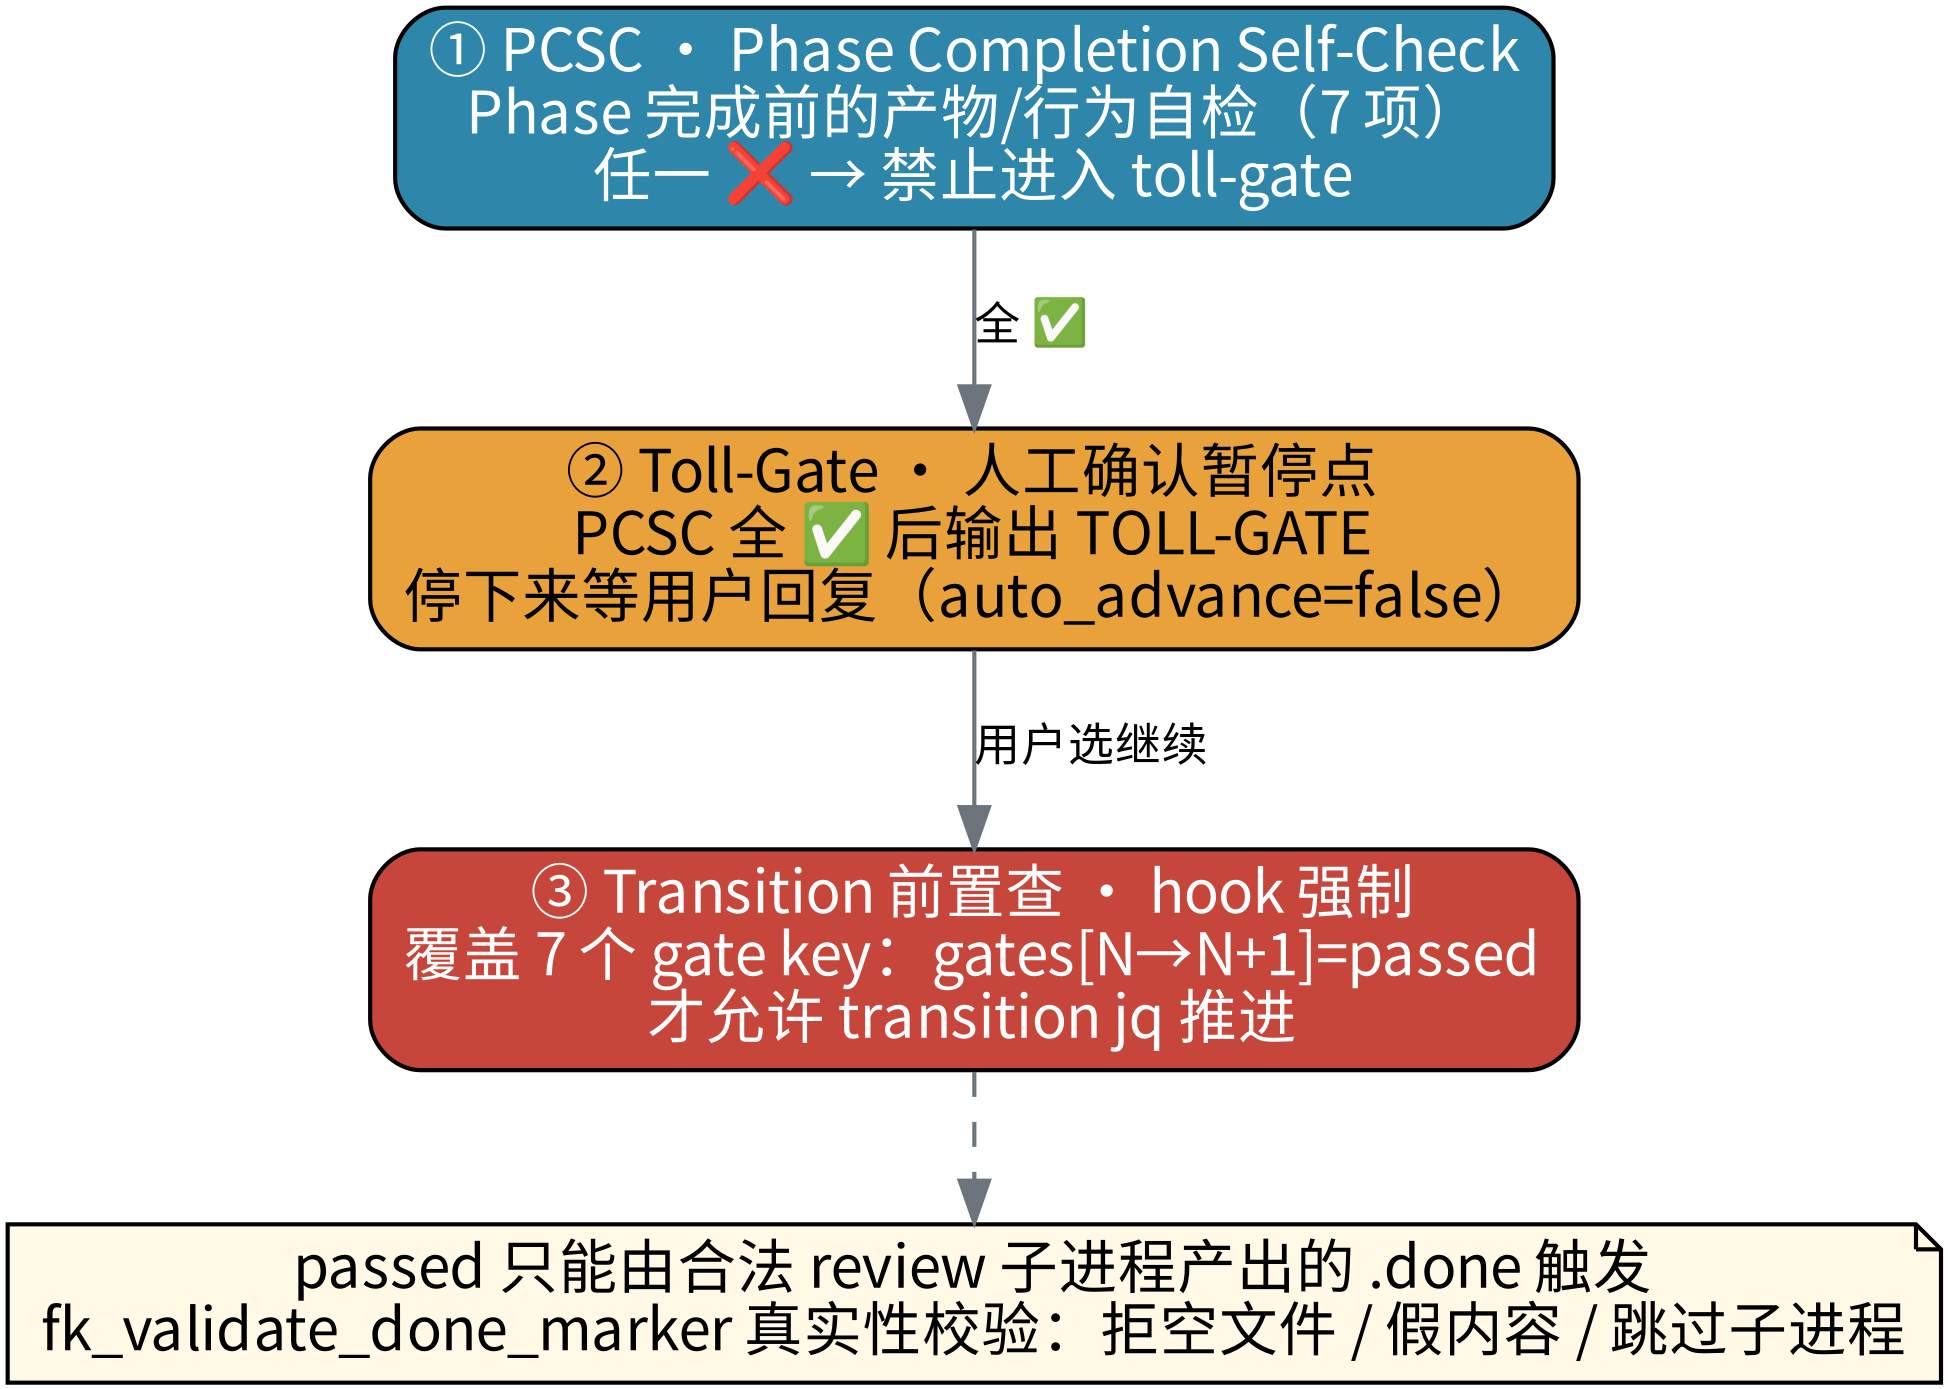 ① PCSC · Phase Completion Self-Check
Phase 完成前的产物/行为自检（7 项）
任一 ❌ → 禁止进入 toll-gate
全 ✅
② Toll-Gate · 人工确认暂停点
PCSC 全 ✅ 后输出 TOLL-GATE
停下来等用户回复（auto_advance=false）
用户选继续
③ Transition 前置查 · hook 强制
覆盖 7 个 gate key：gates[N→N+1]=passed
才允许 transition jq 推进
passed 只能由合法 review 子进程产出的 .done 触发
fk_validate_done_marker 真实性校验：拒空文件 / 假内容 / 跳过子进程